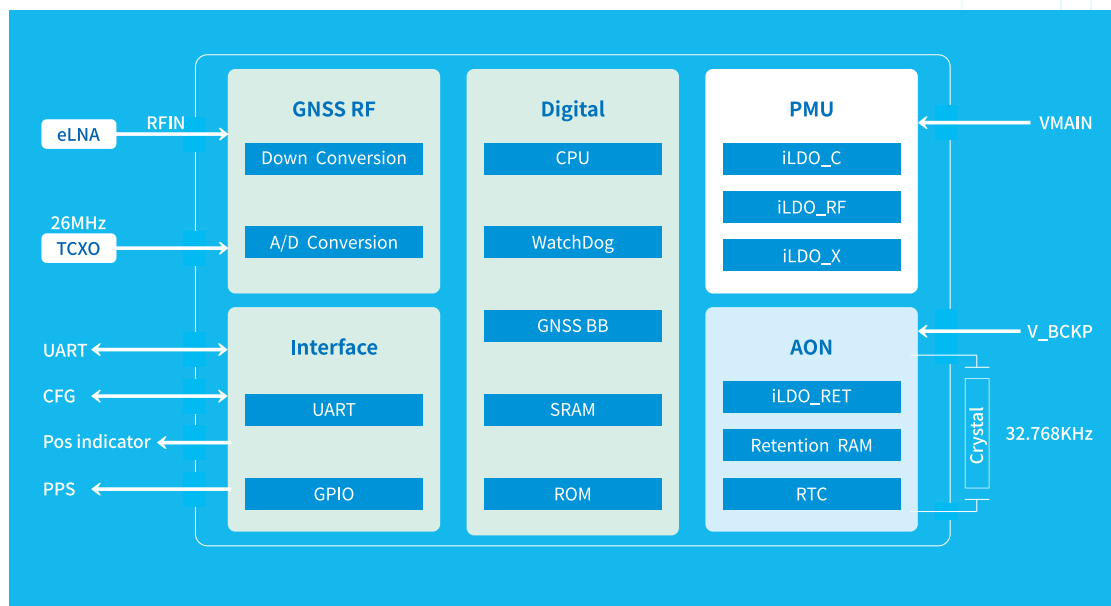 GNSS RF
Down Conversion
A/D Conversion
Digital
CPU
WatchDog
GNSS BB
SRAM
ROM
PMU
iLDO_C
iLDO_RF
iLDO_X
Interface
UART
GPIO
AON
iLDO_RET
Retention RAM
RTC
eLNA
RFIN
26MHz
TCXO
UART
CFG
Pos indicator
PPS
VMAIN
V_BCKP
Crystal
32.768KHz